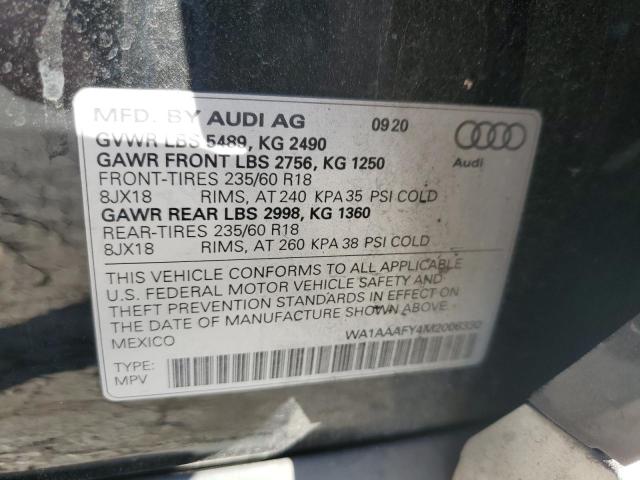 MFD. BY AUDI AG 0920
GVWR LBS 5489, KG 2490
GAWR FRONT LBS 2756, KG 1250
FRONT-TIRES 235/60 R18
8JX18 RIMS, AT 240 KPA 35 PSI COLD
GAWR REAR LBS 2998, KG 1360
REAR-TIRES 235/60 R18
8JX18 RIMS, AT 260 KPA 38 PSI COLD
Audi
THIS VEHICLE CONFORMS TO ALL APPLICABLE
U.S. FEDERAL MOTOR VEHICLE SAFETY AND
THEFT PREVENTION STANDARDS IN EFFECT ON
THE DATE OF MANUFACTURE SHOWN ABOVE.
MEXICO WA1AAAFY4M2006330
TYPE:
MPV